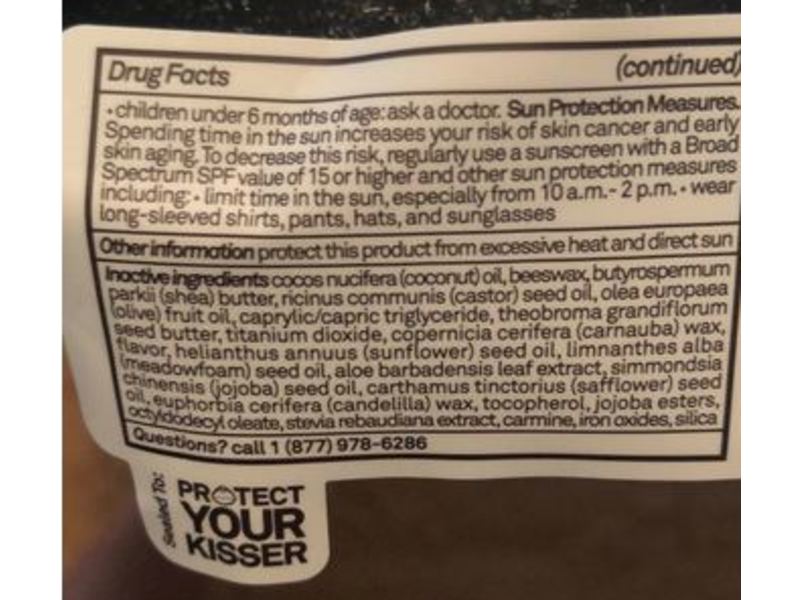 Drug Facts (continued)
• children under 6 months of age: ask a doctor. Sun Protection Measures.
Spending time in the sun increases your risk of skin cancer and early
skin aging. To decrease this risk, regularly use a sunscreen with a Broad
Spectrum SPF value of 15 or higher and other sun protection measures
including: • limit time in the sun, especially from 10 a.m. - 2 p.m. • wear
long-sleeved shirts, pants, hats, and sunglasses
Other information protect this product from excessive heat and direct sun
Inactive ingredients cocos nucifera (coconut) oil, beeswax, butyrospermum
parkii (shea) butter, ricinus communis (castor) seed oil, olea europaea
(olive) fruit oil, caprylic/capric triglyceride, theobroma grandiflorum
seed butter, titanium dioxide, copernicia cerifera (carnauba) wax,
flavor, helianthus annuus (sunflower) seed oil, limnanthes alba
(meadowfoam) seed oil, aloe barbadensis leaf extract, simmondsia
chinensis (jojoba) seed oil, carthamus tinctorius (safflower) seed
oil, euphorbia cerifera (candelilla) wax, tocopherol, jojoba esters,
octyldodecyl oleate, stevia rebaudiana extract, carmine, iron oxides, silica
Questions? call 1 (877) 978-6286
Sealed To:
PROTECT
YOUR
KISSER